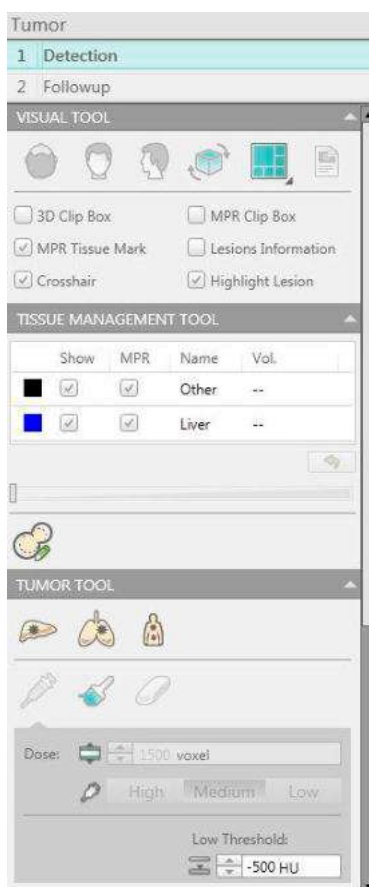 Tumor
1 Detection
2 Followup
VISUAL TOOL
3D Clip Box MPR Clip Box
MPR Tissue Mark Lesions Information
Crosshair Highlight Lesion
TISSUE MANAGEMENT TOOL
Show MPR Name Vol.
Other --
Liver --
TUMOR TOOL
Dose: 1500 voxel
High Medium Low
Low Threshold:
-500 HU